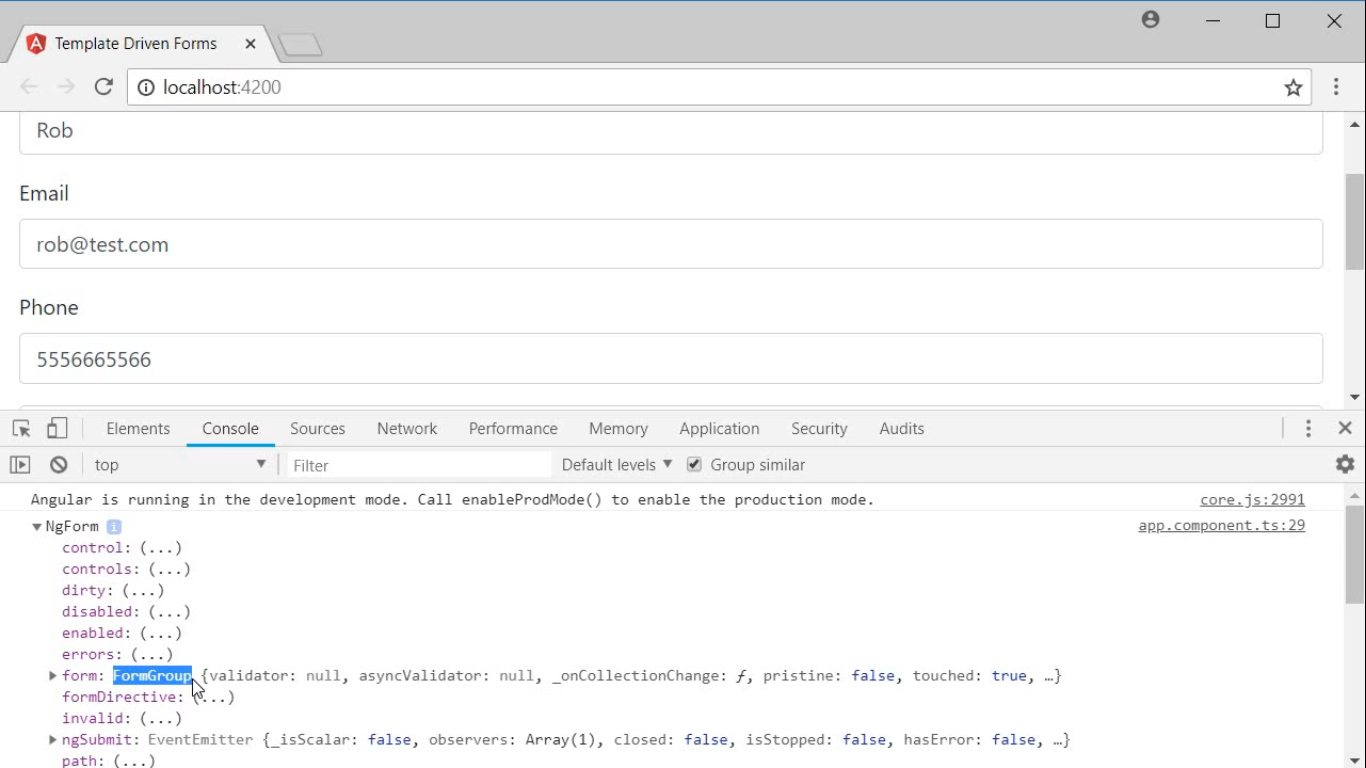 Template Driven Forms
localhost:4200
Rob
Email
rob@test.com
Phone
5556665566
Elements Console Sources Network Performance Memory Application Security Audits
top Filter Default levels Group similar
Angular is running in the development mode. Call enableProdMode() to enable the production mode. core.js:2991
NgForm i app.component.ts:29
control: (...)
controls: (...)
dirty: (...)
disabled: (...)
enabled: (...)
errors: (...)
form: FormGroup {validator: null, asyncValidator: null, _onCollectionChange: ƒ, pristine: false, touched: true, …}
formDirective: (...)
invalid: (...)
ngSubmit: EventEmitter {_isScalar: false, observers: Array(1), closed: false, isStopped: false, hasError: false, …}
path: (...)